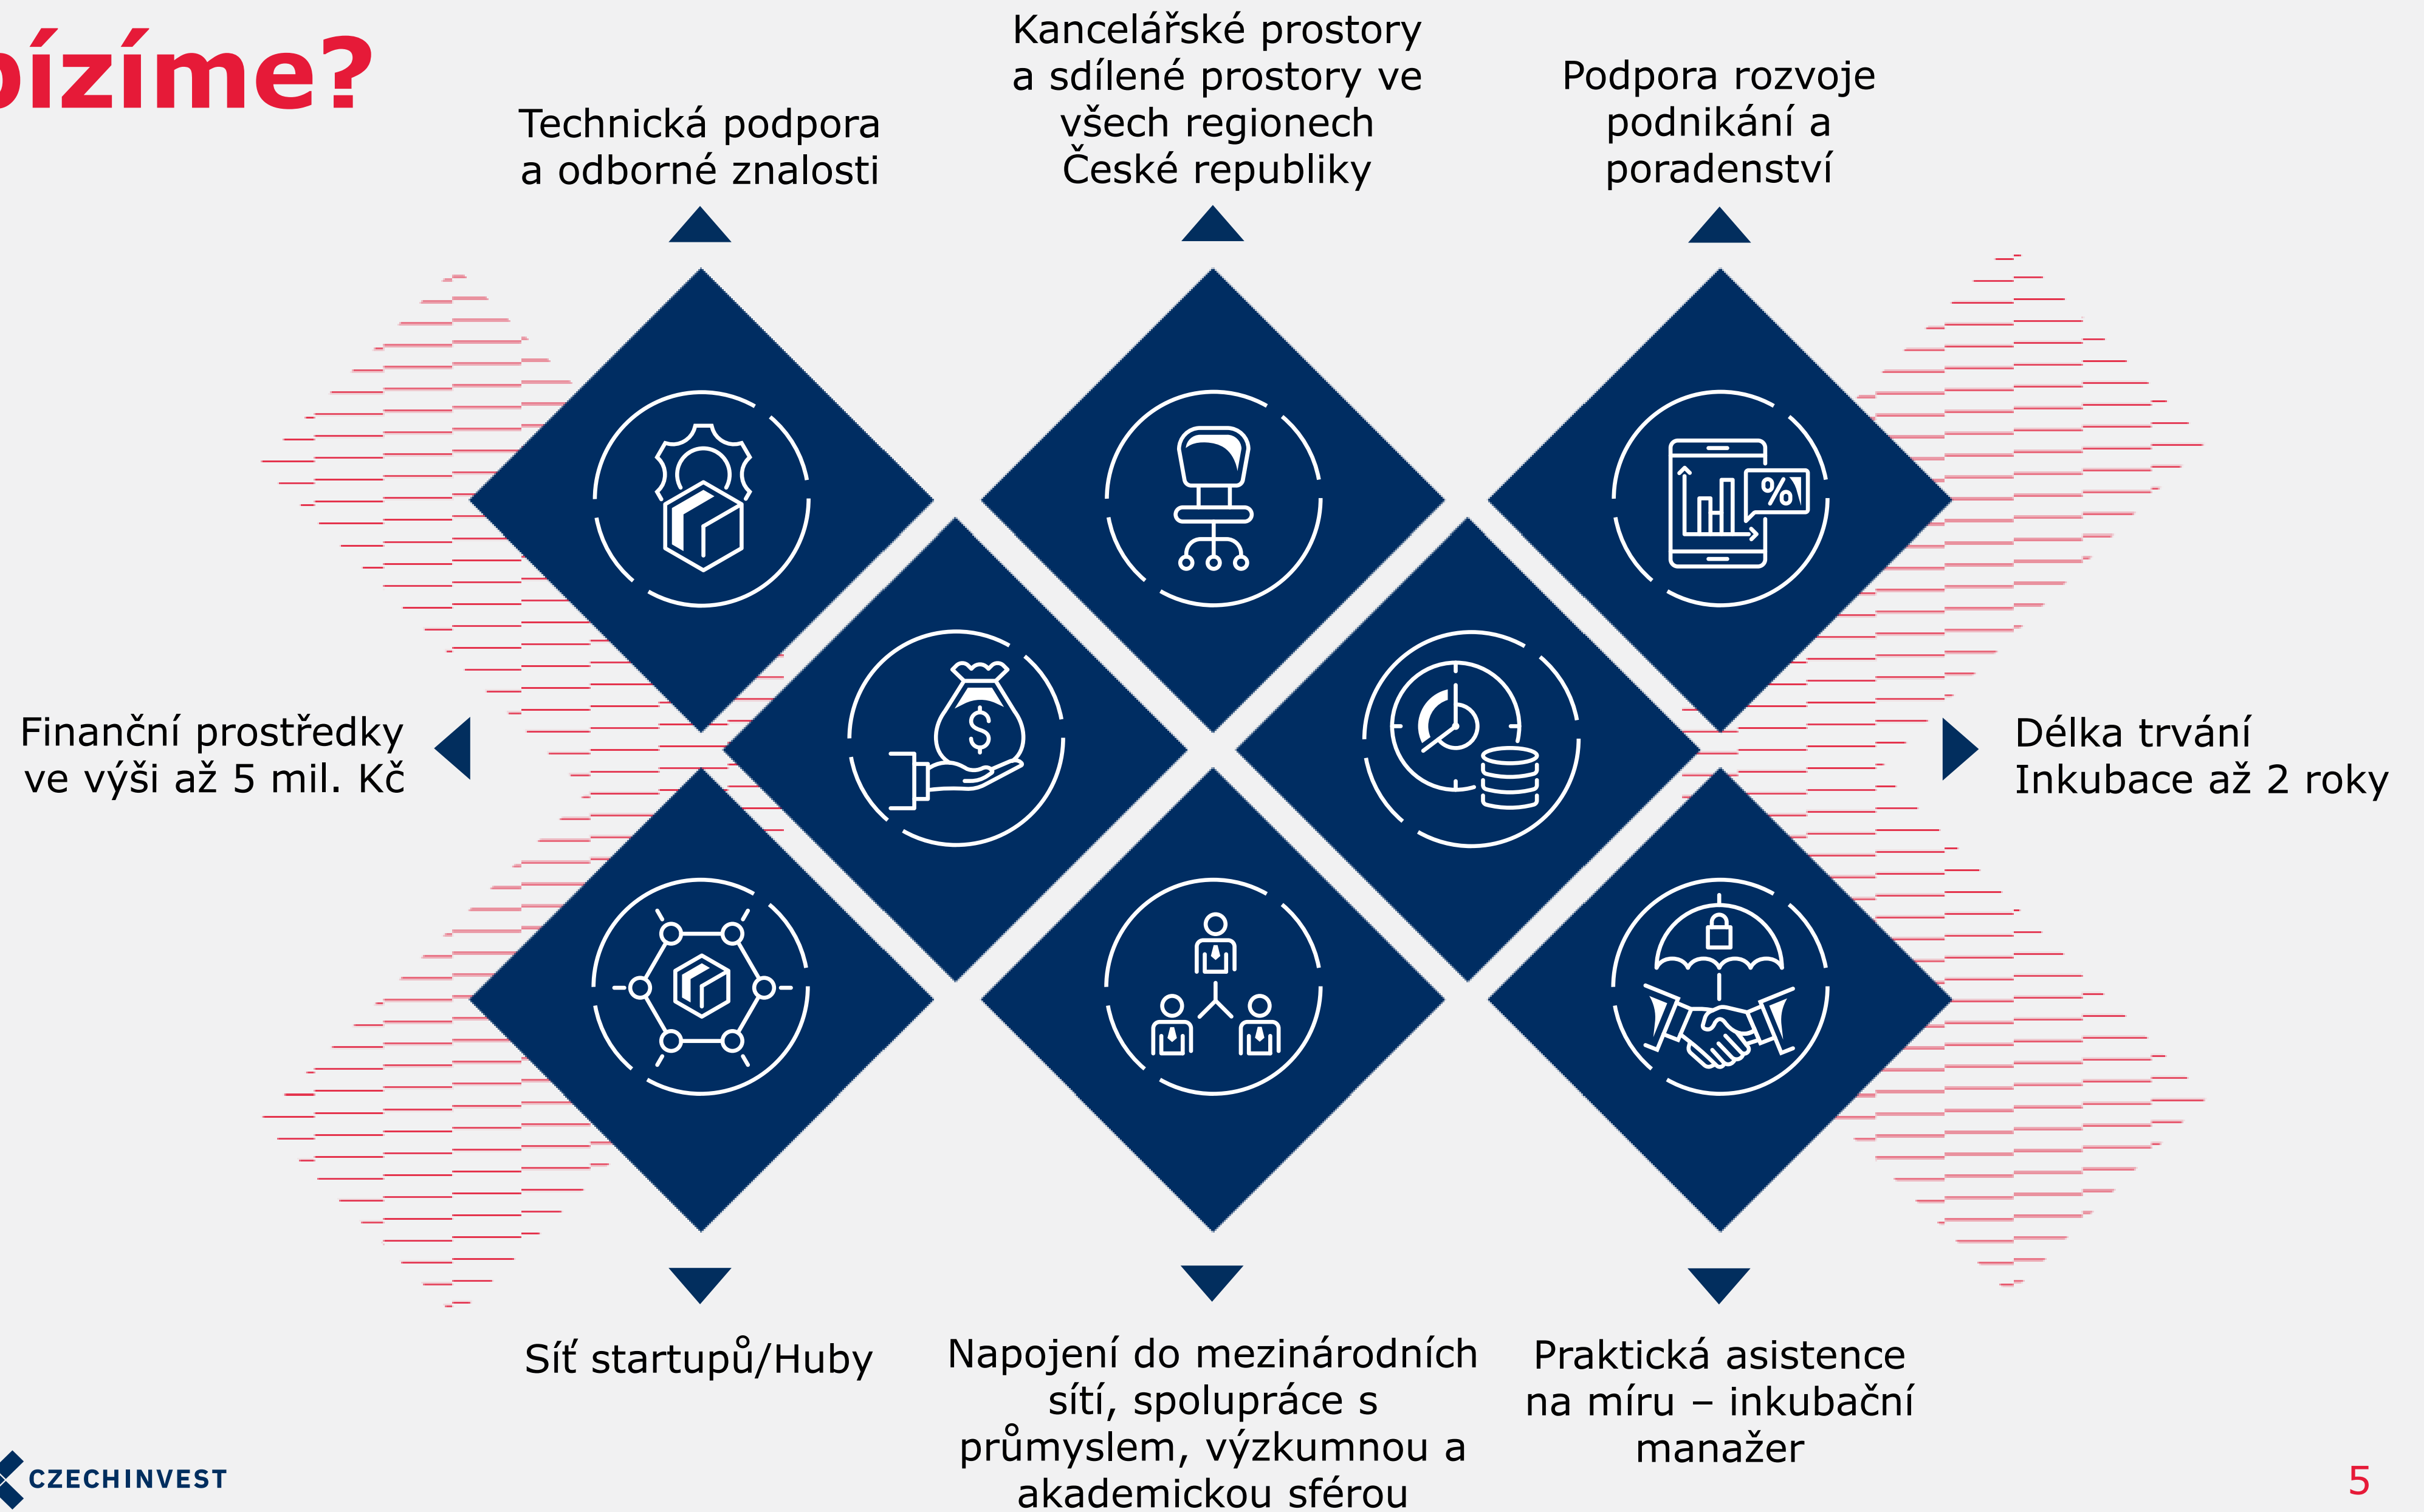 bízíme?
Technická podpora
a odborné znalosti
Kancelářské prostory
a sdílené prostory ve
všech regionech
České republiky
Podpora rozvoje
podnikání a
poradenství
%
$
Finanční prostředky
ve výši až 5 mil. Kč
Délka trvání
Inkubace až 2 roky
Síť startupů/Huby
Napojení do mezinárodních
sítí, spolupráce s
průmyslem, výzkumnou a
akademickou sférou
Praktická asistence
na míru – inkubační
manažer
CZECHINVEST
5